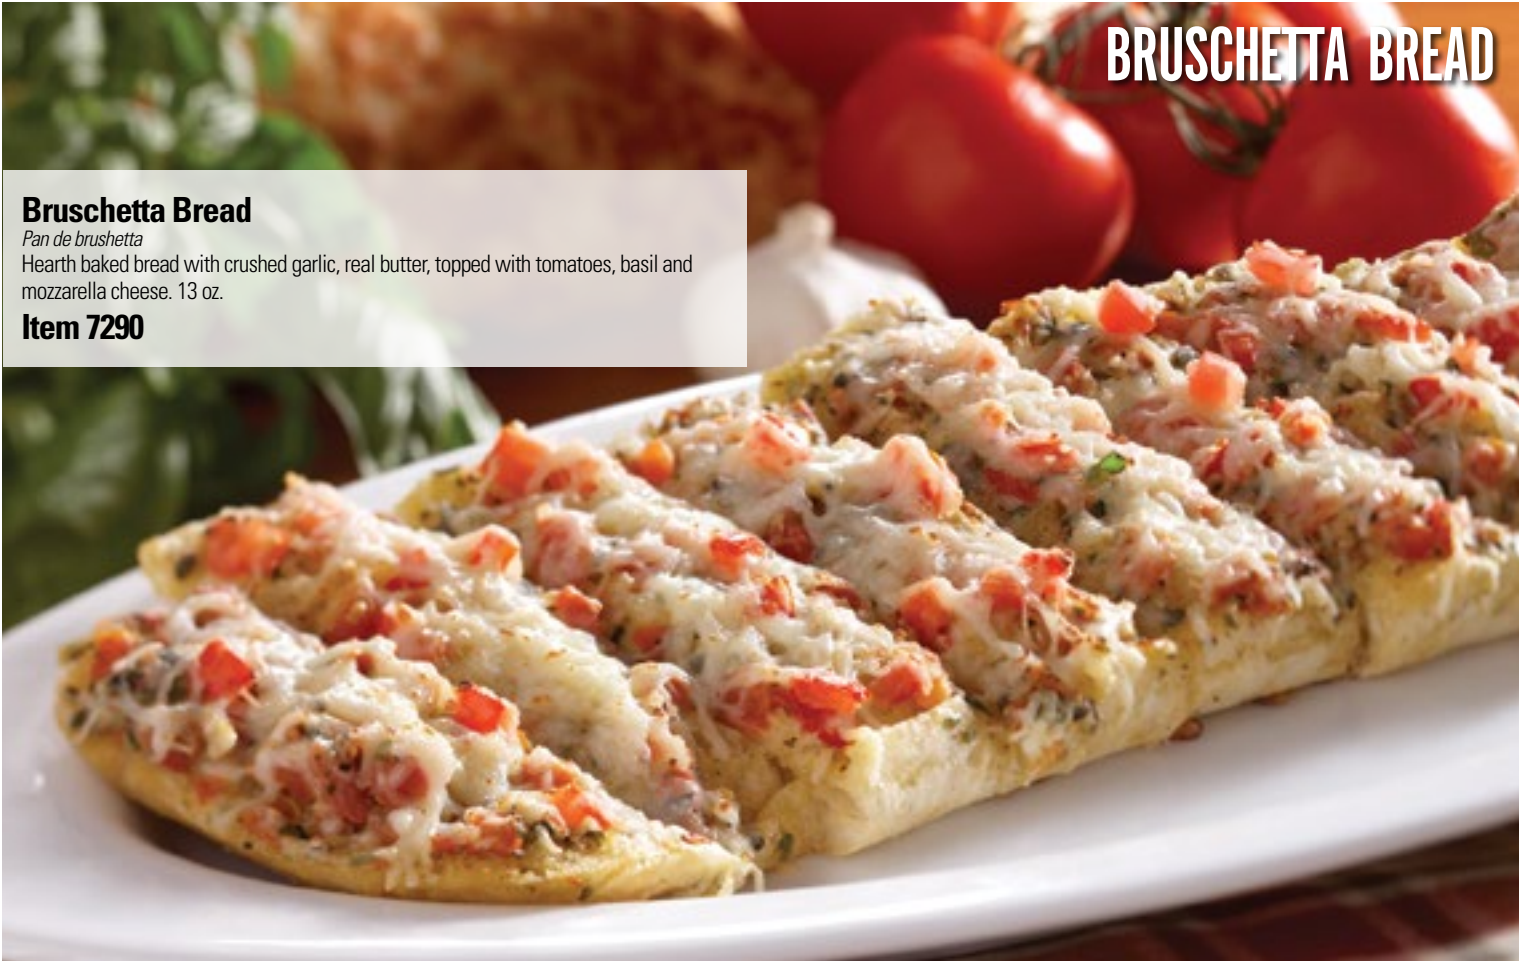 BRUSCHETTA BREAD
Bruschetta Bread
Pan de brushetta
Hearth baked bread with crushed garlic, real butter, topped with tomatoes, basil and
mozzarella cheese. 13 oz.
Item 7290